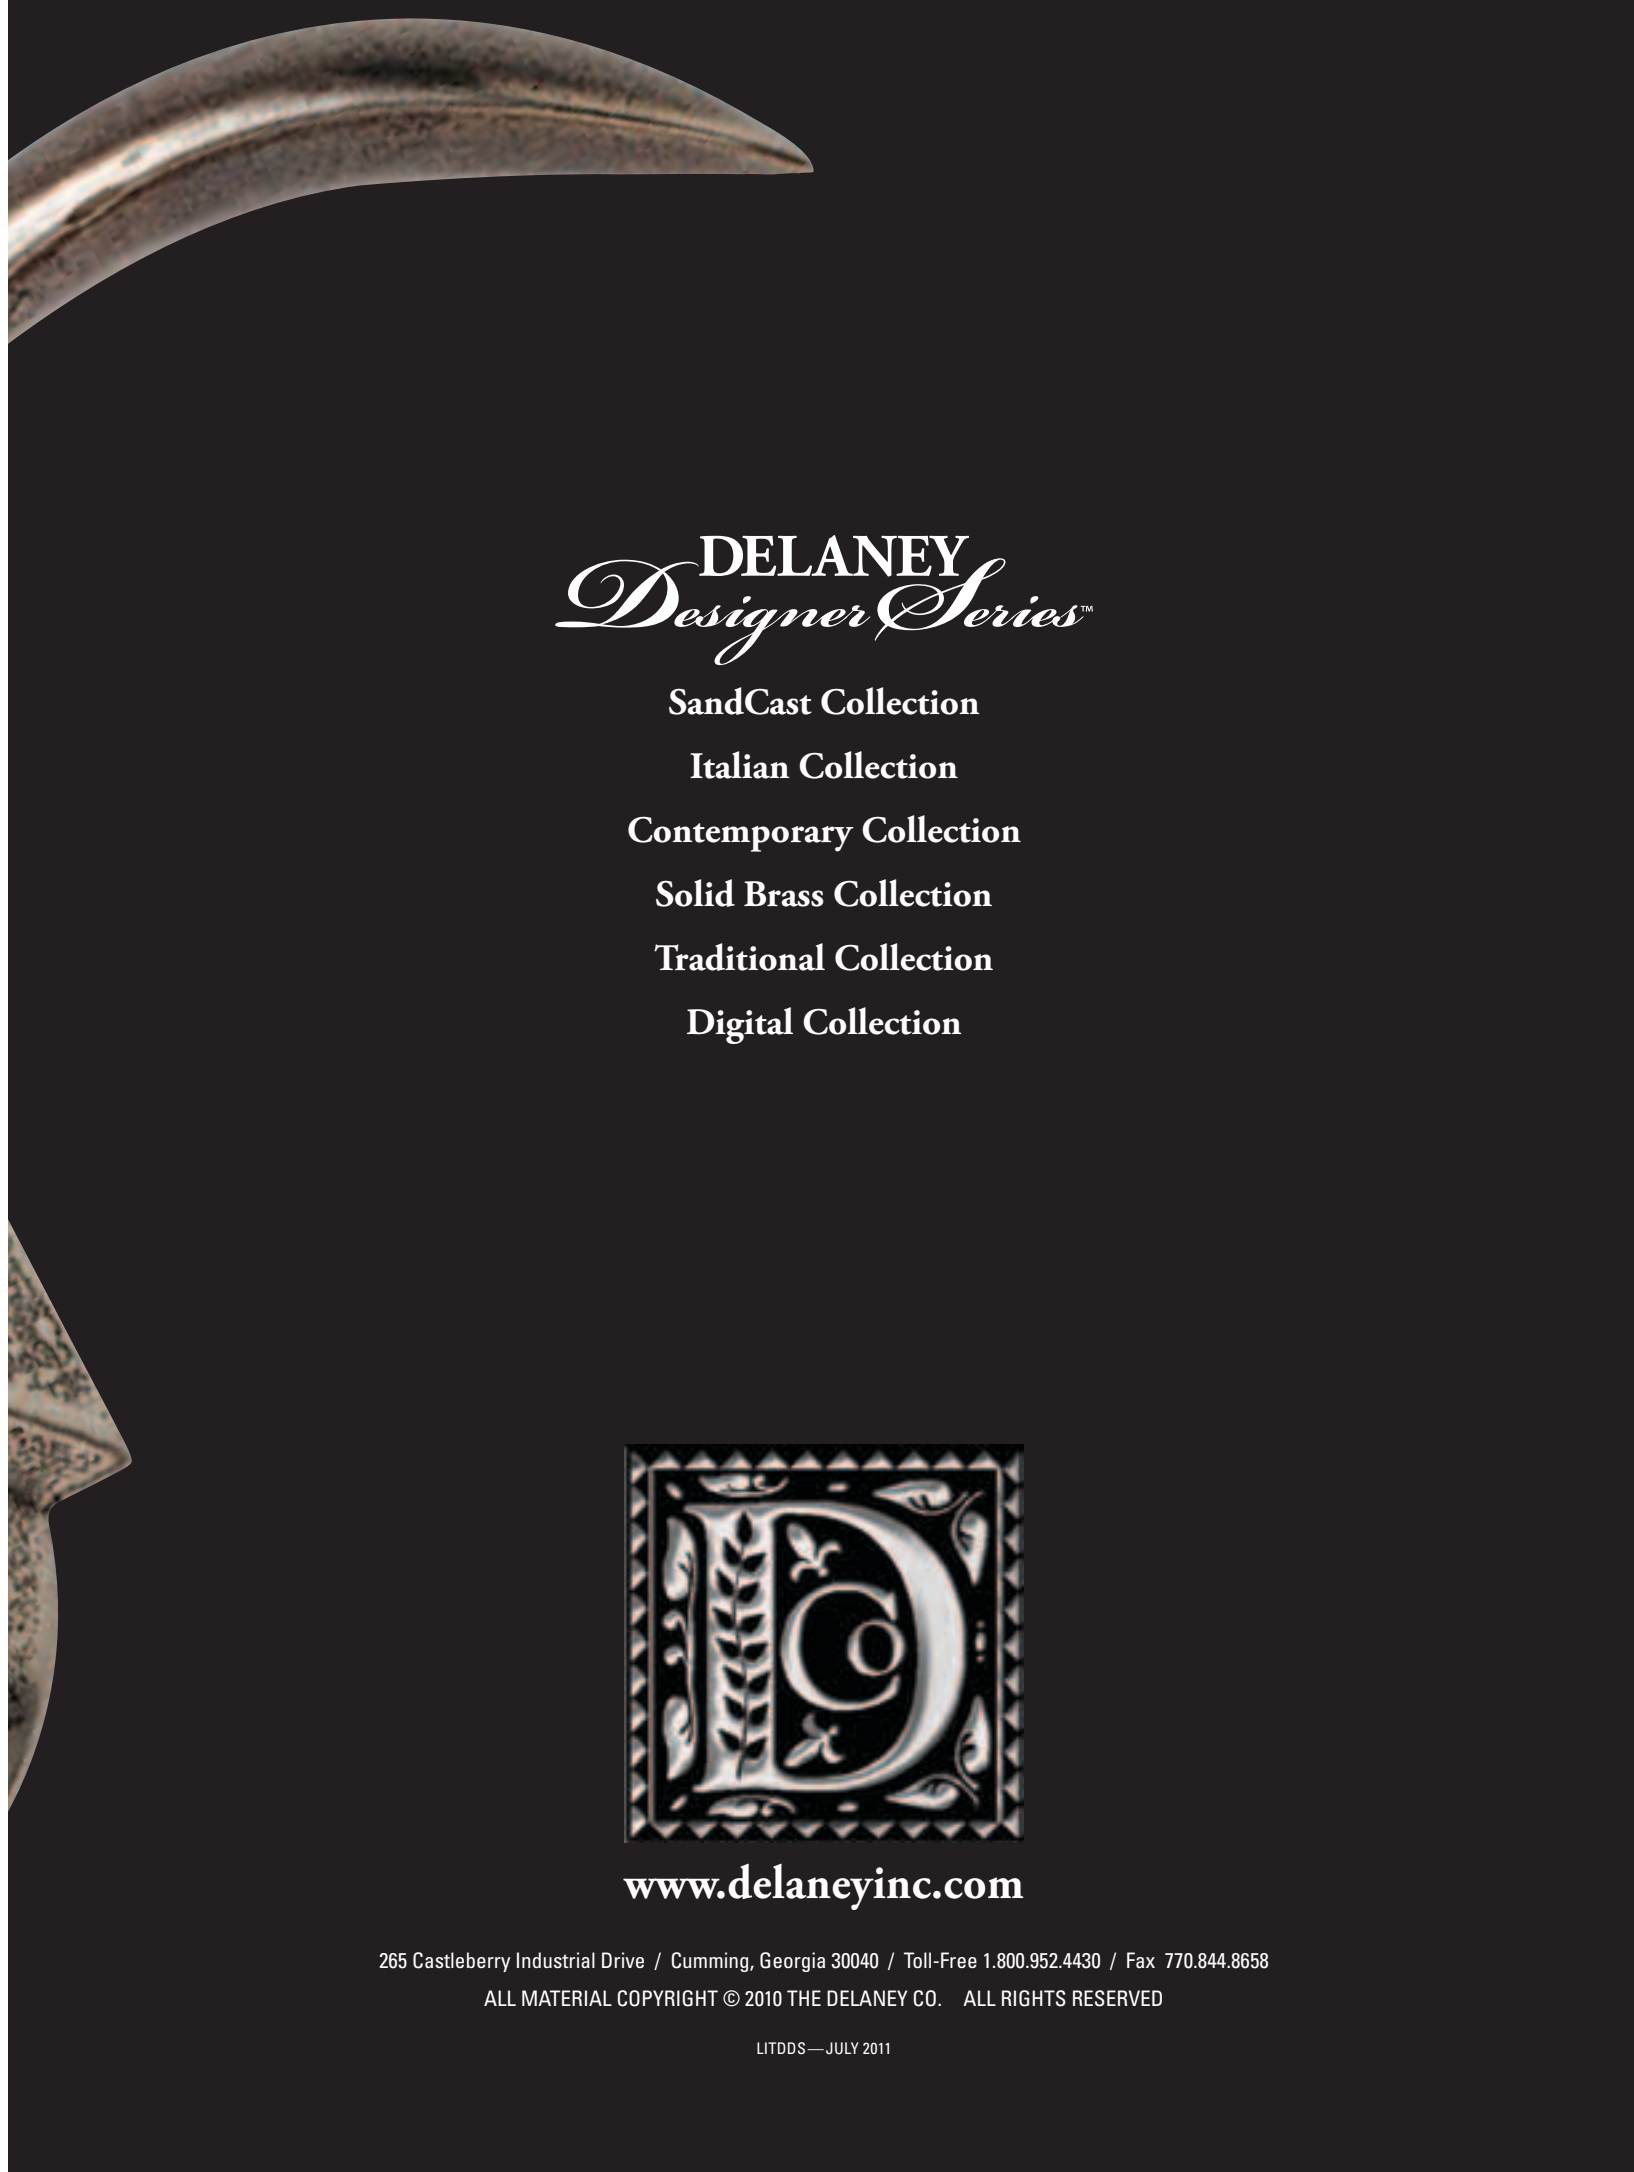 DELANEY
Designer Series™
SandCast Collection
Italian Collection
Contemporary Collection
Solid Brass Collection
Traditional Collection
Digital Collection
D Co
www.delaneyinc.com
265 Castleberry Industrial Drive / Cumming, Georgia 30040 / Toll-Free 1.800.952.4430 / Fax 770.844.8658
ALL MATERIAL COPYRIGHT © 2010 THE DELANEY CO. ALL RIGHTS RESERVED
LITDDS—JULY 2011